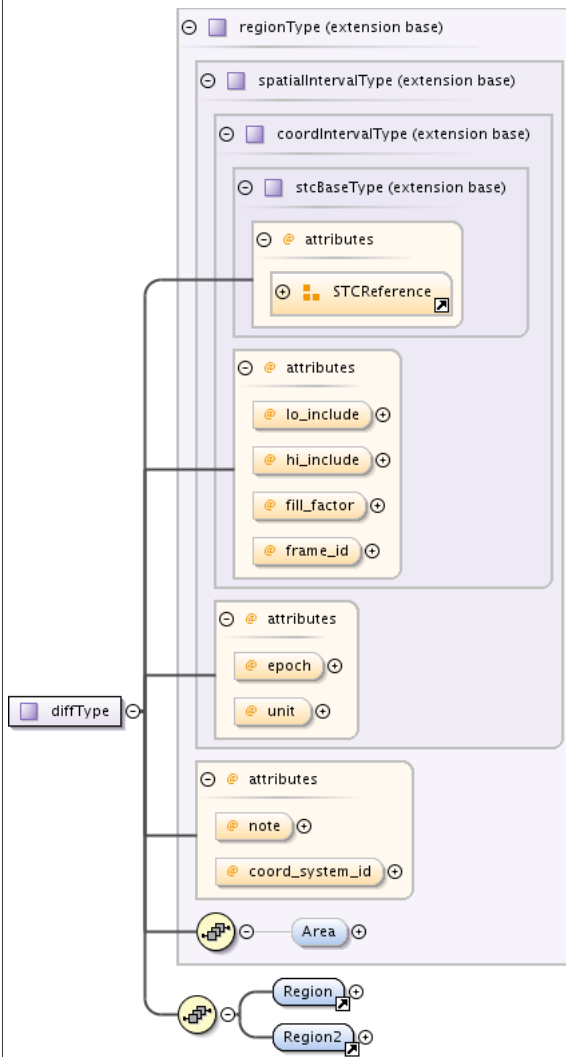 regionType (extension base)
spatialIntervalType (extension base)
coordIntervalType (extension base)
stcBaseType (extension base)
@ attributes
STCReference
@ attributes
@ lo_include
@ hi_include
@ fill_factor
@ frame_id
@ attributes
@ epoch
@ unit
diffType
@ attributes
@ note
@ coord_system_id
Area
Region
Region2